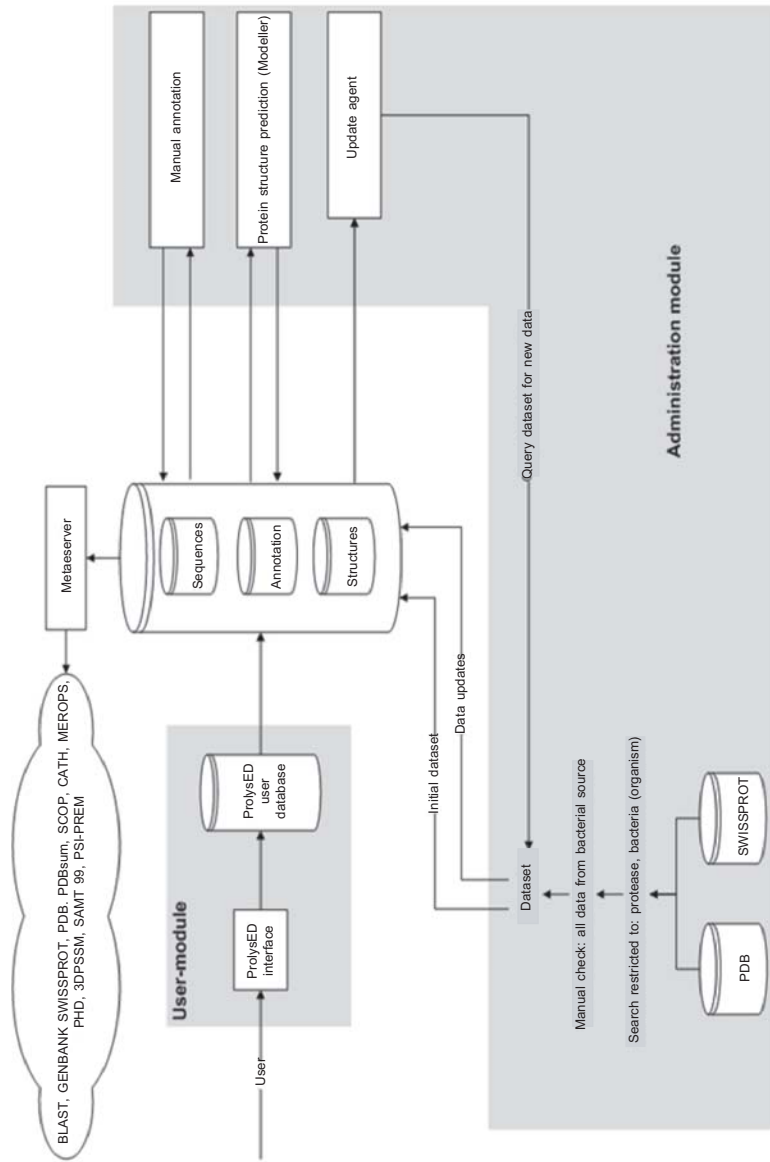 BLAST, GENBANK SWISSPROT, PDB. PDBsum, SCOP, CATH, MEROPS,
PHD, 3DPSSM, SAMT 99, PSI-PREM
Metaeserver
User-module
User
ProlysED
interface
ProlysED
user
database
Sequences
Annotation
Structures
Manual annotation
Protein structure prediction (Modeller)
Update agent
Initial dataset
Data updates
Query dataset for new data
Dataset
Manual check: all data from bacterial source
Search restricted to: protease, bacteria (organism)
PDB
SWISSPROT
Administration module